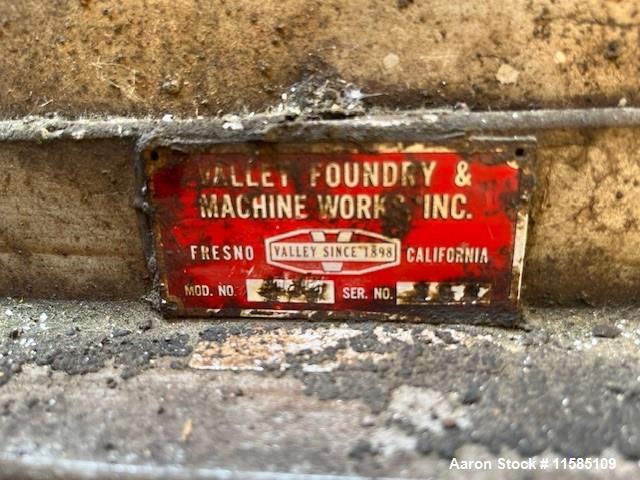 VALLEY FOUNDRY &
MACHINE WORKS INC.
FRESNO VALLEY SINCE 1898 CALIFORNIA
MOD. NO. SER. NO.
Aaron Stock # 11585109